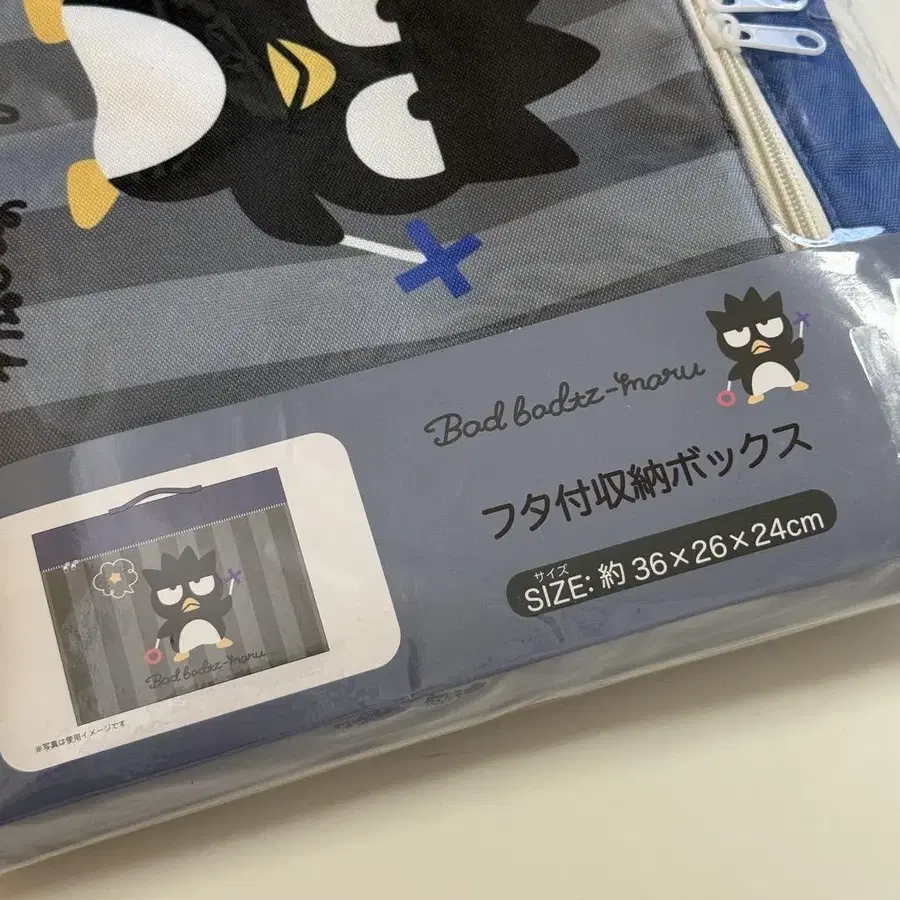 Bad badtz-maru
フタ付収納ボックス
サイズ
SIZE: 約 36×26×24cm
Bad badtz-maru
※写真は使用イメージです